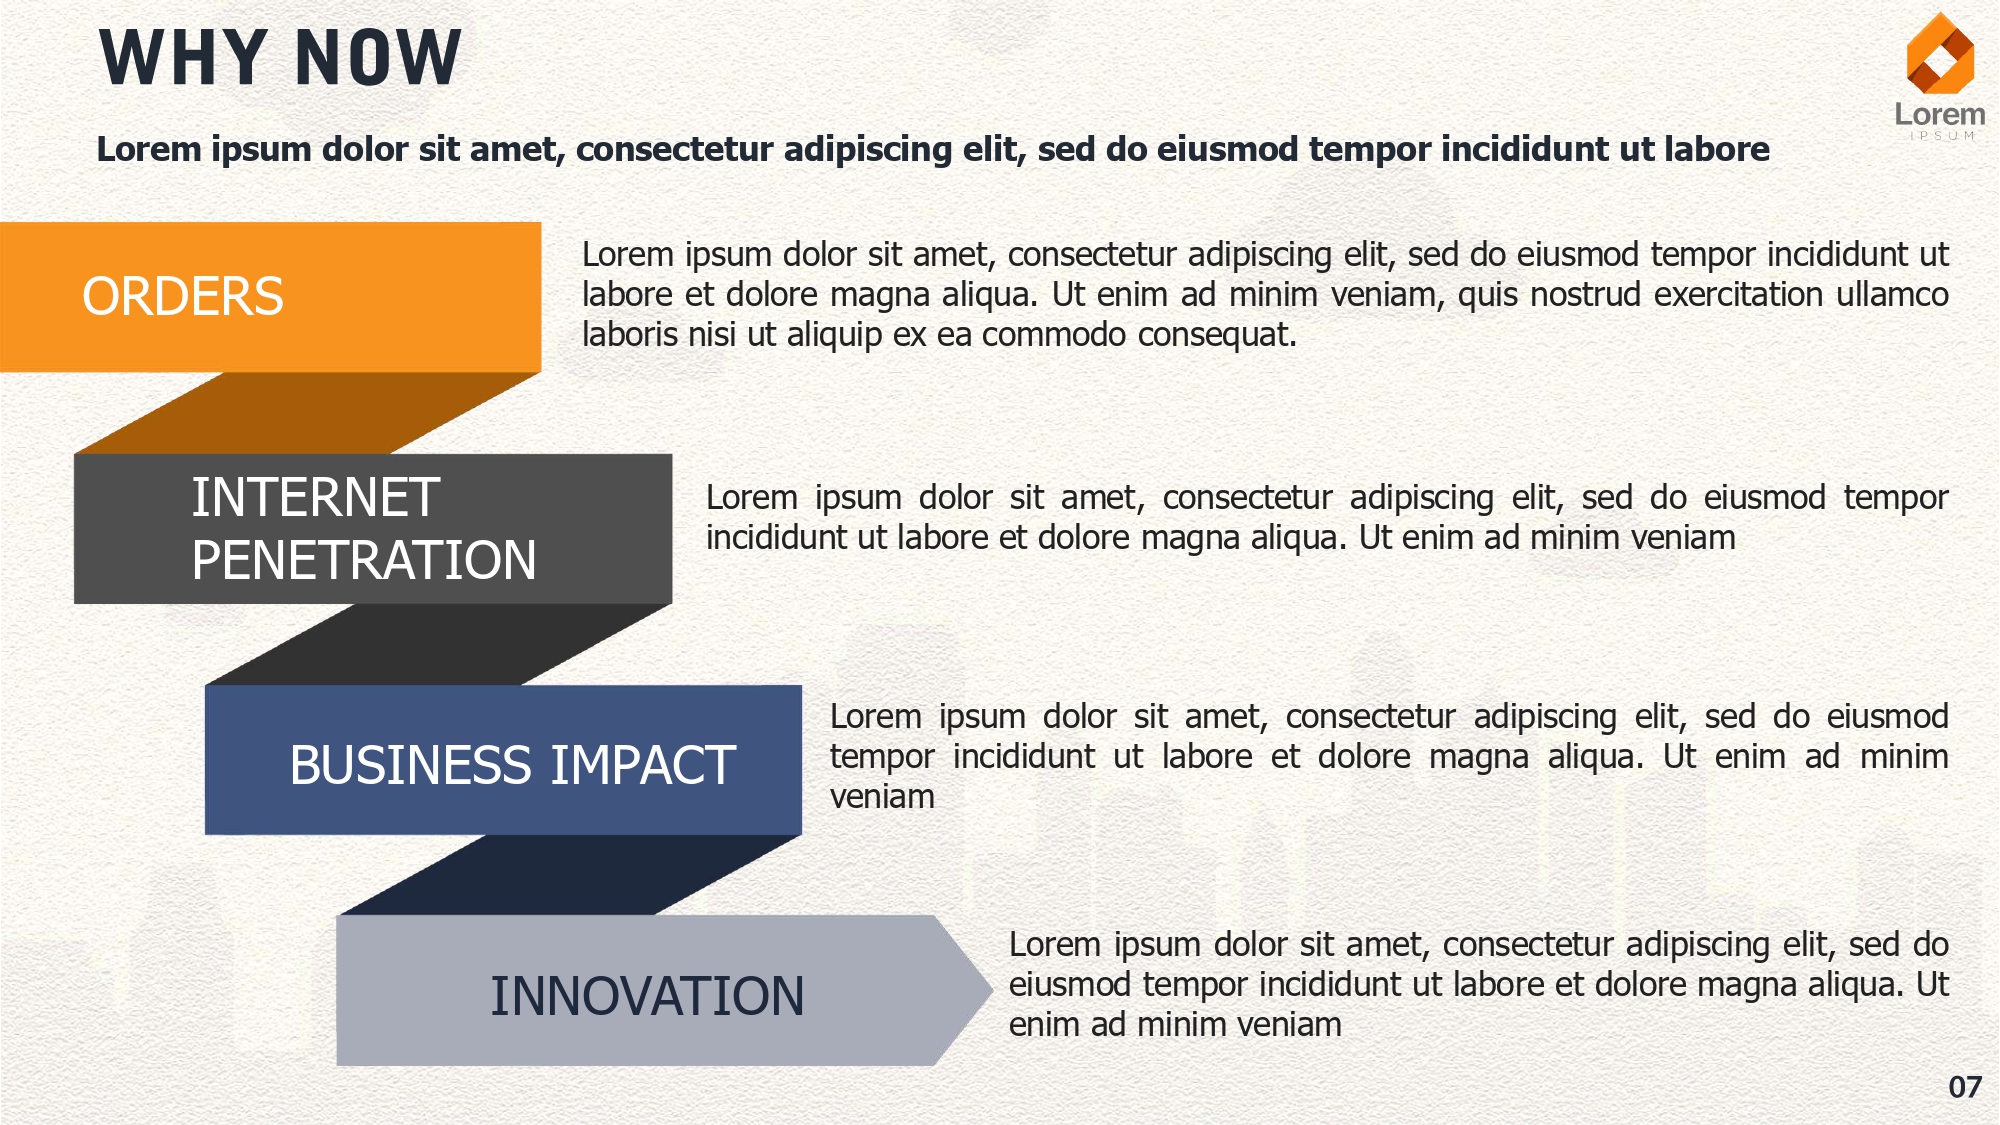 WHY NOW
Lorem
IPSUM
Lorem ipsum dolor sit amet, consectetur adipiscing elit, sed do eiusmod tempor incididunt ut labore
ORDERS
Lorem ipsum dolor sit amet, consectetur adipiscing elit, sed do eiusmod tempor incididunt ut
labore et dolore magna aliqua. Ut enim ad minim veniam, quis nostrud exercitation ullamco
laboris nisi ut aliquip ex ea commodo consequat.
INTERNET
PENETRATION
Lorem ipsum dolor sit amet, consectetur adipiscing elit, sed do eiusmod tempor
incididunt ut labore et dolore magna aliqua. Ut enim ad minim veniam
BUSINESS IMPACT
Lorem ipsum dolor sit amet, consectetur adipiscing elit, sed do eiusmod
tempor incididunt ut labore et dolore magna aliqua. Ut enim ad minim
veniam
INNOVATION
Lorem ipsum dolor sit amet, consectetur adipiscing elit, sed do
eiusmod tempor incididunt ut labore et dolore magna aliqua. Ut
enim ad minim veniam
07